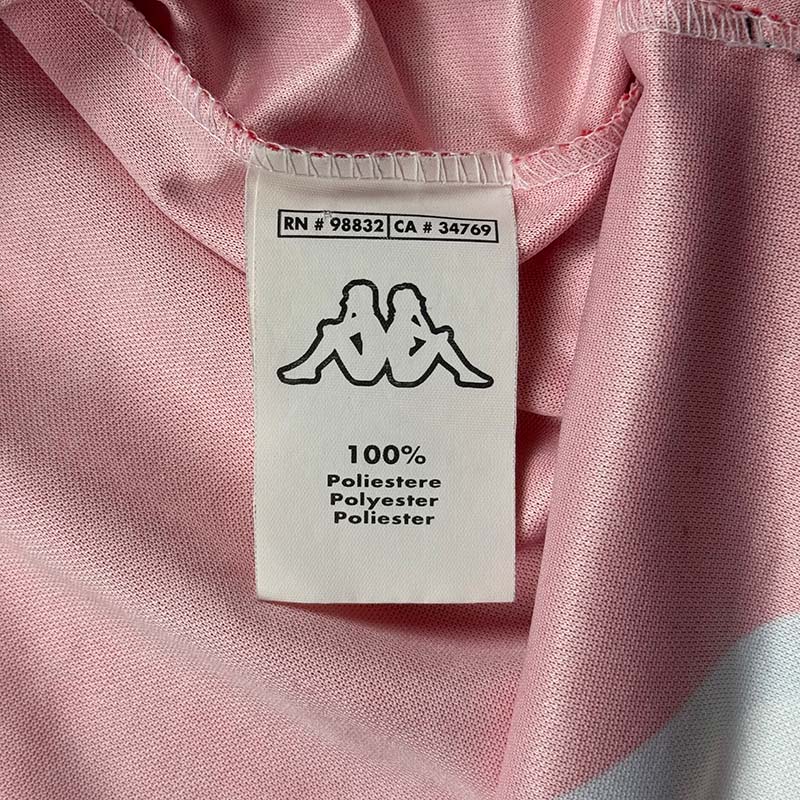 RN # 98832 CA # 34769
100%
Poliestere
Polyester
Poliester